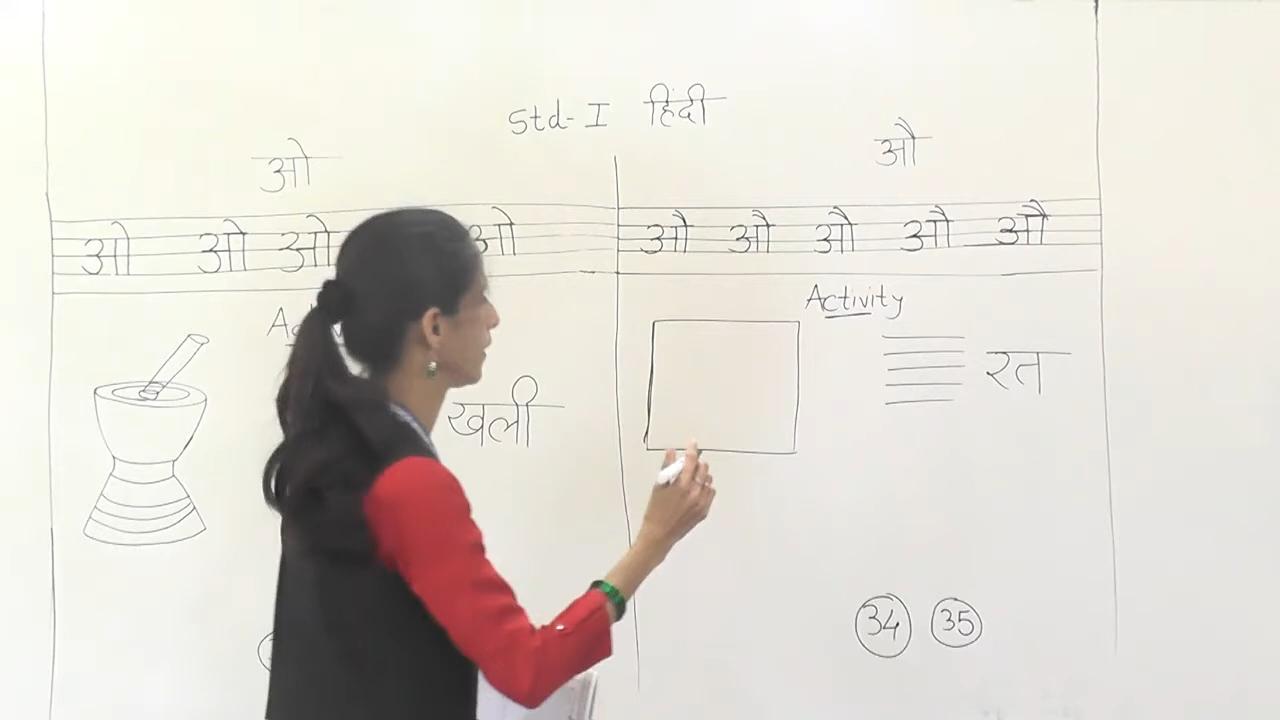 Std-I हिंदी
ओ
औ
ओ ओ ओ ओ
औ औ औ औ औ
Activity
खली
रत
34 35